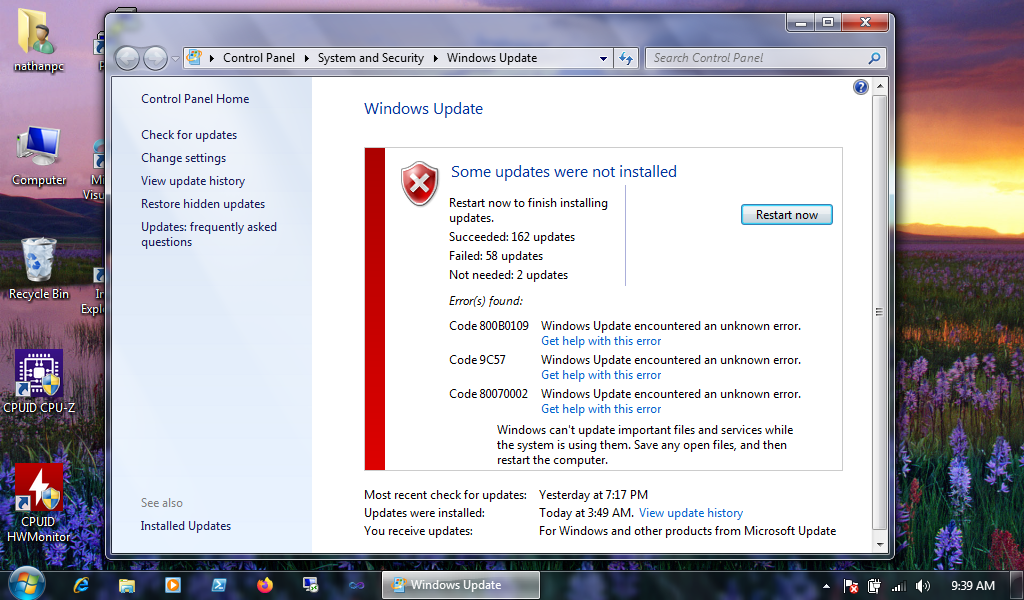 nathanpc
Computer
Recycle Bin
CPUID CPU-Z
CPUID
HWMonitor
P
Mi
Visu
In
Expl
Control Panel
System and Security
Windows Update
Search Control Panel
Control Panel Home
Check for updates
Change settings
View update history
Restore hidden updates
Updates: frequently asked
questions
See also
Installed Updates
Windows Update
Some updates were not installed
Restart now to finish installing
updates.
Succeeded: 162 updates
Failed: 58 updates
Not needed: 2 updates
Restart now
Error(s) found:
Code 800B0109 Windows Update encountered an unknown error.
Get help with this error
Code 9C57 Windows Update encountered an unknown error.
Get help with this error
Code 80070002 Windows Update encountered an unknown error.
Get help with this error
Windows can't update important files and services while
the system is using them. Save any open files, and then
restart the computer.
Most recent check for updates: Yesterday at 7:17 PM
Updates were installed: Today at 3:49 AM. View update history
You receive updates: For Windows and other products from Microsoft Update
Windows Update
9:39 AM